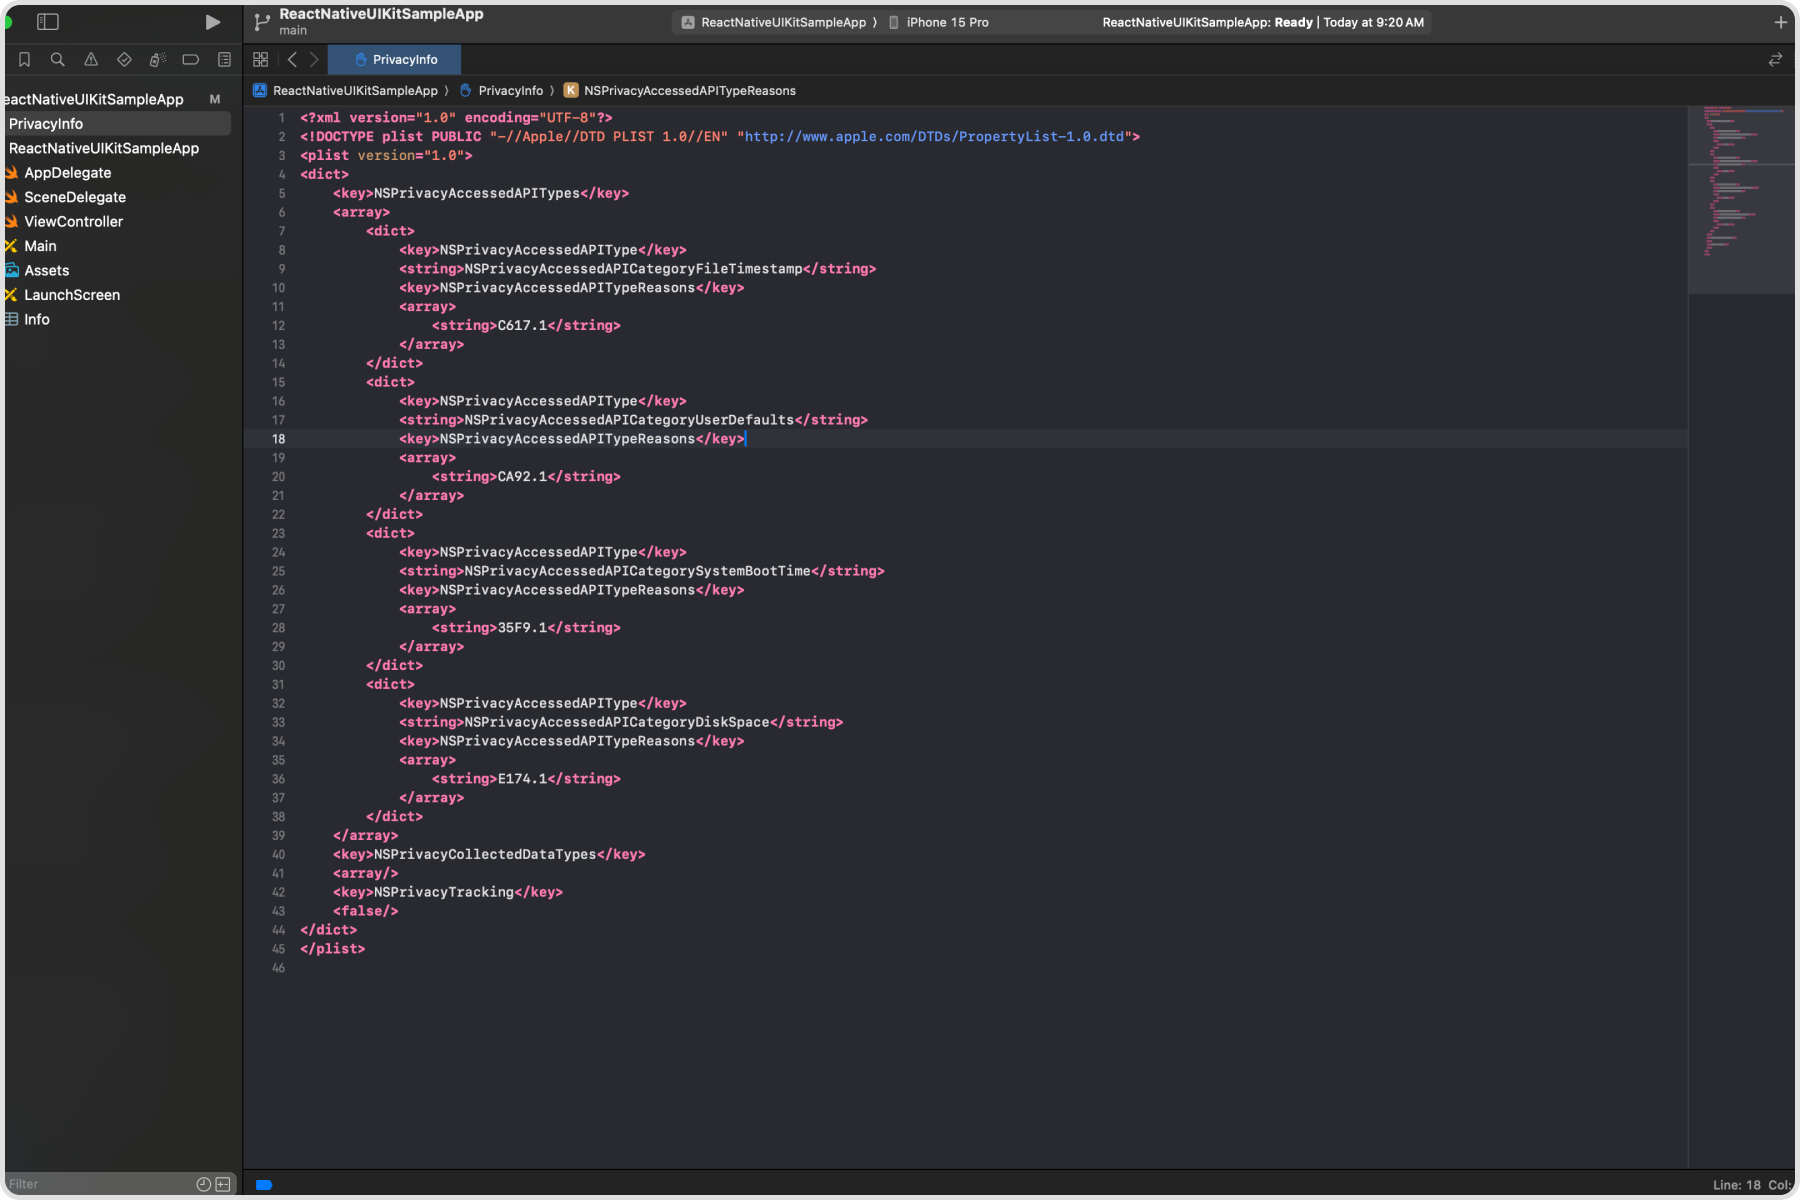 ReactNativeUIKitSampleApp
main
ReactNativeUIKitSampleApp 〉 iPhone 15 Pro
ReactNativeUIKitSampleApp: Ready | Today at 9:20 AM
PrivacyInfo
ReactNativeUIKitSampleApp 〉 PrivacyInfo 〉 K NSPrivacyAccessedAPITypeReasons
eactNativeUIKitSampleApp M
PrivacyInfo
ReactNativeUIKitSampleApp
AppDelegate
SceneDelegate
ViewController
Main
Assets
LaunchScreen
Info
1 <?xml version="1.0" encoding="UTF-8"?>
2 <!DOCTYPE plist PUBLIC "-//Apple//DTD PLIST 1.0//EN" "http://www.apple.com/DTDs/PropertyList-1.0.dtd">
3 <plist version="1.0">
4 <dict>
5 <key>NSPrivacyAccessedAPITypes</key>
6 <array>
7 <dict>
8 <key>NSPrivacyAccessedAPIType</key>
9 <string>NSPrivacyAccessedAPICategoryFileTimestamp</string>
10 <key>NSPrivacyAccessedAPITypeReasons</key>
11 <array>
12 <string>C617.1</string>
13 </array>
14 </dict>
15 <dict>
16 <key>NSPrivacyAccessedAPIType</key>
17 <string>NSPrivacyAccessedAPICategoryUserDefaults</string>
18 <key>NSPrivacyAccessedAPITypeReasons</key>
19 <array>
20 <string>CA92.1</string>
21 </array>
22 </dict>
23 <dict>
24 <key>NSPrivacyAccessedAPIType</key>
25 <string>NSPrivacyAccessedAPICategorySystemBootTime</string>
26 <key>NSPrivacyAccessedAPITypeReasons</key>
27 <array>
28 <string>35F9.1</string>
29 </array>
30 </dict>
31 <dict>
32 <key>NSPrivacyAccessedAPIType</key>
33 <string>NSPrivacyAccessedAPICategoryDiskSpace</string>
34 <key>NSPrivacyAccessedAPITypeReasons</key>
35 <array>
36 <string>E174.1</string>
37 </array>
38 </dict>
39 </array>
40 <key>NSPrivacyCollectedDataTypes</key>
41 <array/>
42 <key>NSPrivacyTracking</key>
43 <false/>
44 </dict>
45 </plist>
46
Filter
Line: 18 Col: